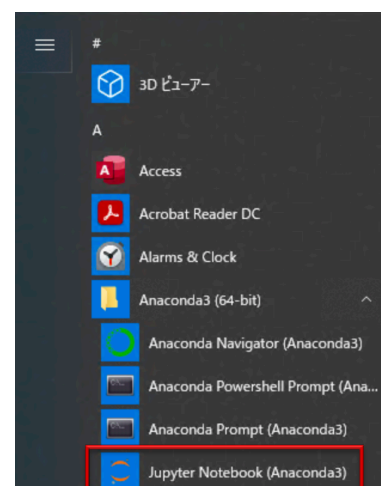 #
3D ビューアー
A
Access
Acrobat Reader DC
Alarms & Clock
Anaconda3 (64-bit)
Anaconda Navigator (Anaconda3)
Anaconda Powershell Prompt (Ana...
Anaconda Prompt (Anaconda3)
Jupyter Notebook (Anaconda3)